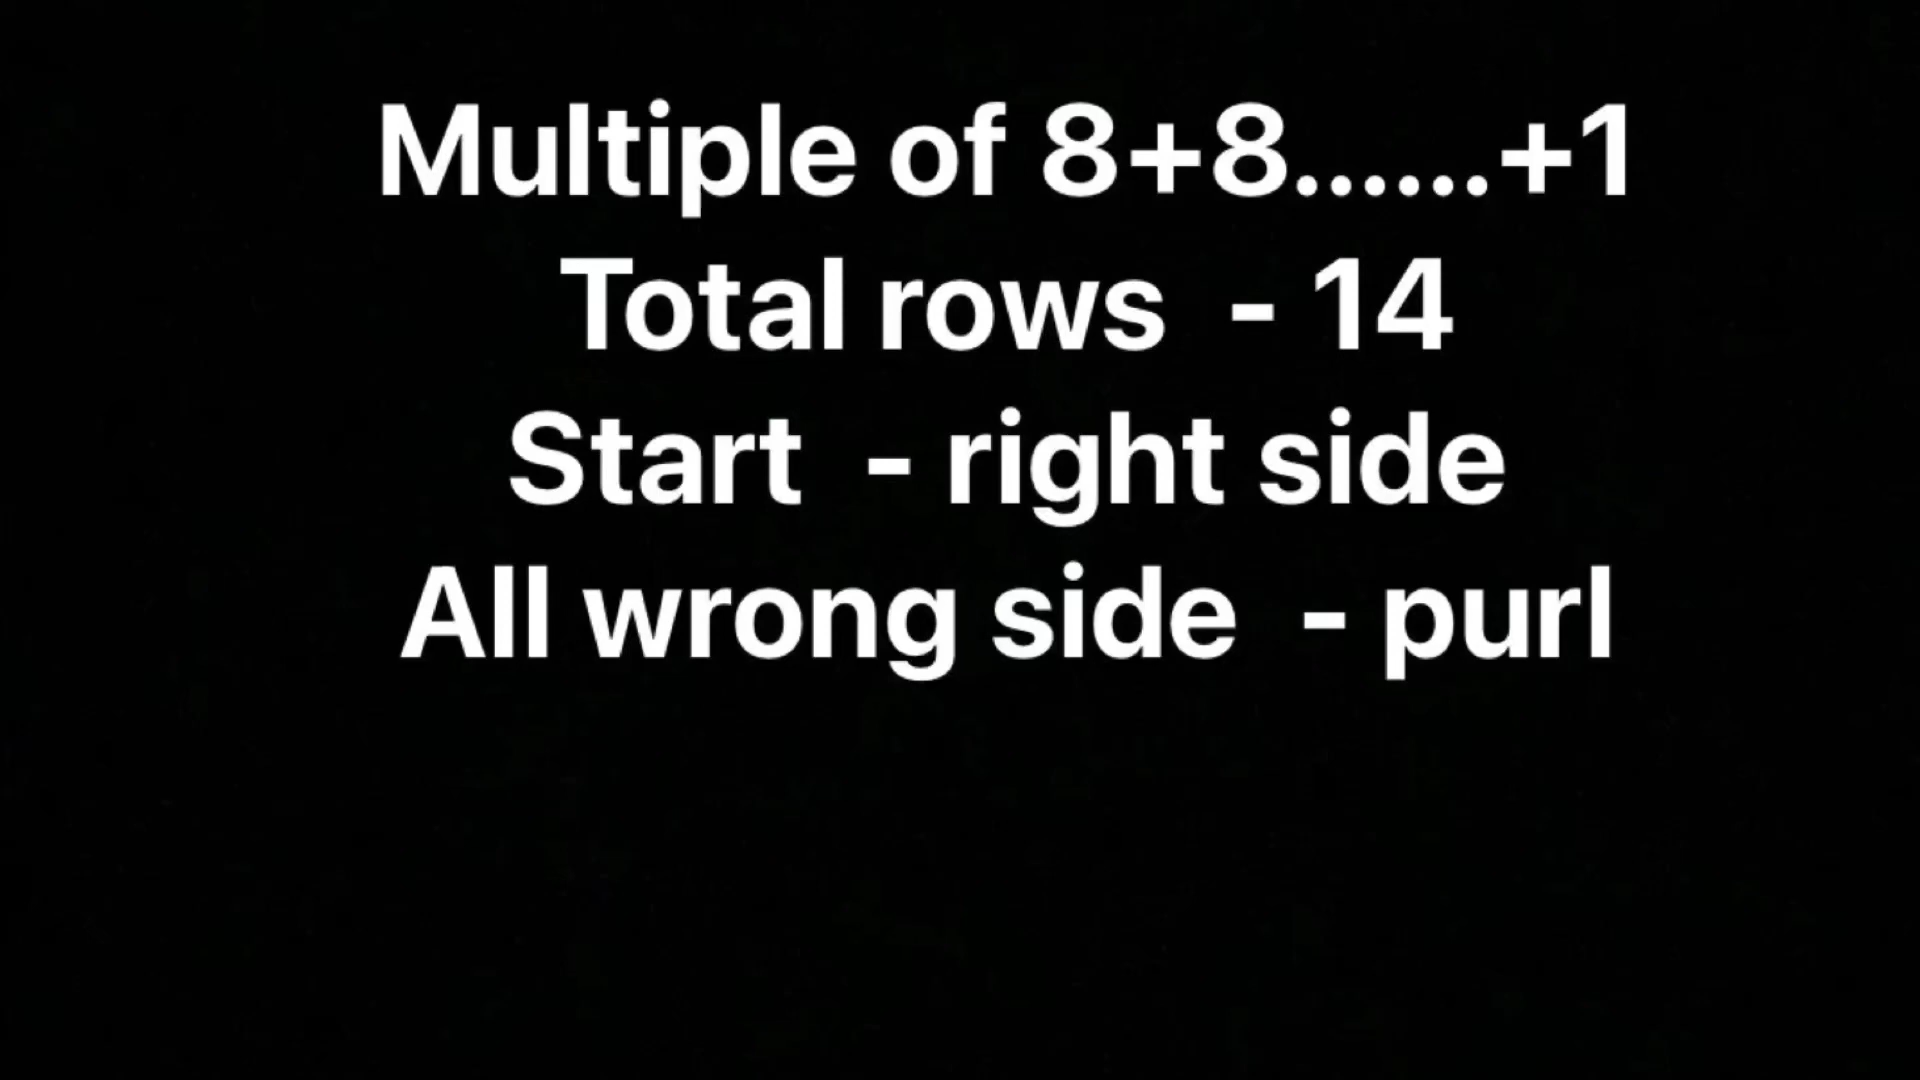 Multiple of 8+8......+1
Total rows - 14
Start - right side
All wrong side - purl